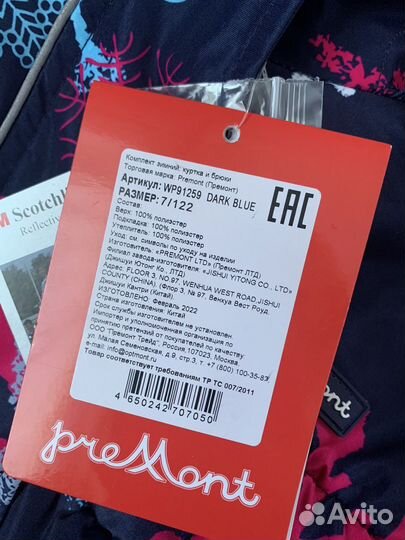 Комплект зимний: куртка и брюки
Торговая марка: Premont (Премонт)
Артикул: WP91259 DARK BLUE
РАЗМЕР: 7/122
Состав:
Верх: 100% полиэстер
Подкладка: 100% полиэстер
Утеплитель: 100% полиэстер
Уход: см. символы по уходу на изделии
Изготовитель: «PREMONT LTD» (Премонт ЛТД)
Филиал завода-изготовителя: «JISHUI YITONG CO., LTD»
(Джишуи Ютонг Ко., ЛТД)
Адрес: FLOOR 3, NO.97, WENHUA WEST ROAD, JISHUI
COUNTY (CHINA). (Флор 3, № 97, Венхуа Вест Роуд,
Джишуи Каунтри (Китай)
Дата изготовления: Февраль 2022
Страна изготовления: Китай
Срок службы изготовителем не установлен.
Импортер и уполномоченная организация по
принятию претензий от покупателей по качеству
ООО "Премонт Трейд", Россия, 107023, Москва
ул. Малая Семеновская, д.9, стр.3, т. +7 (800) 100-35-83
e-mail: info@optmont.ru
Товар соответствует требованиям ТР ТС 007/2011
EAC
4 650242 707050
preMont
Scotchl
Reflectiv
Avito